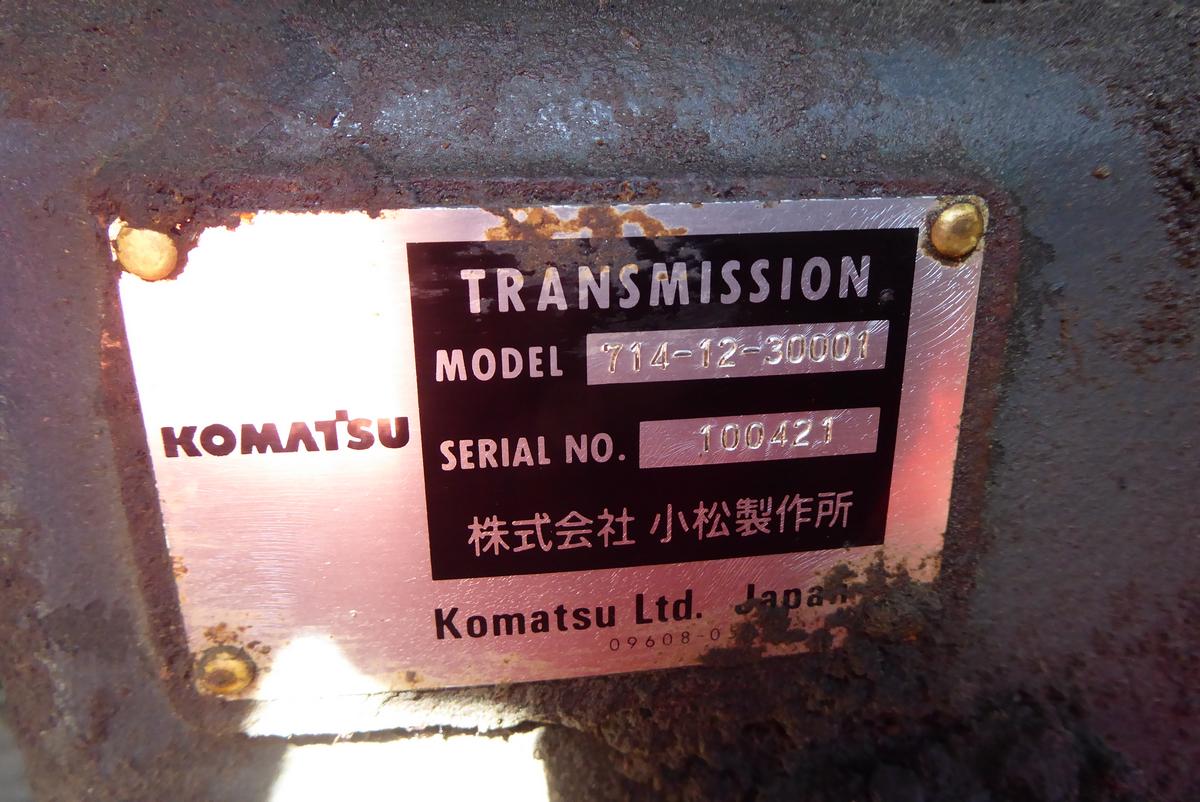 TRANSMISSION
MODEL 714-12-30001
KOMATSU
SERIAL NO. 100421
株式会社 小松製作所
Komatsu Ltd. Japan